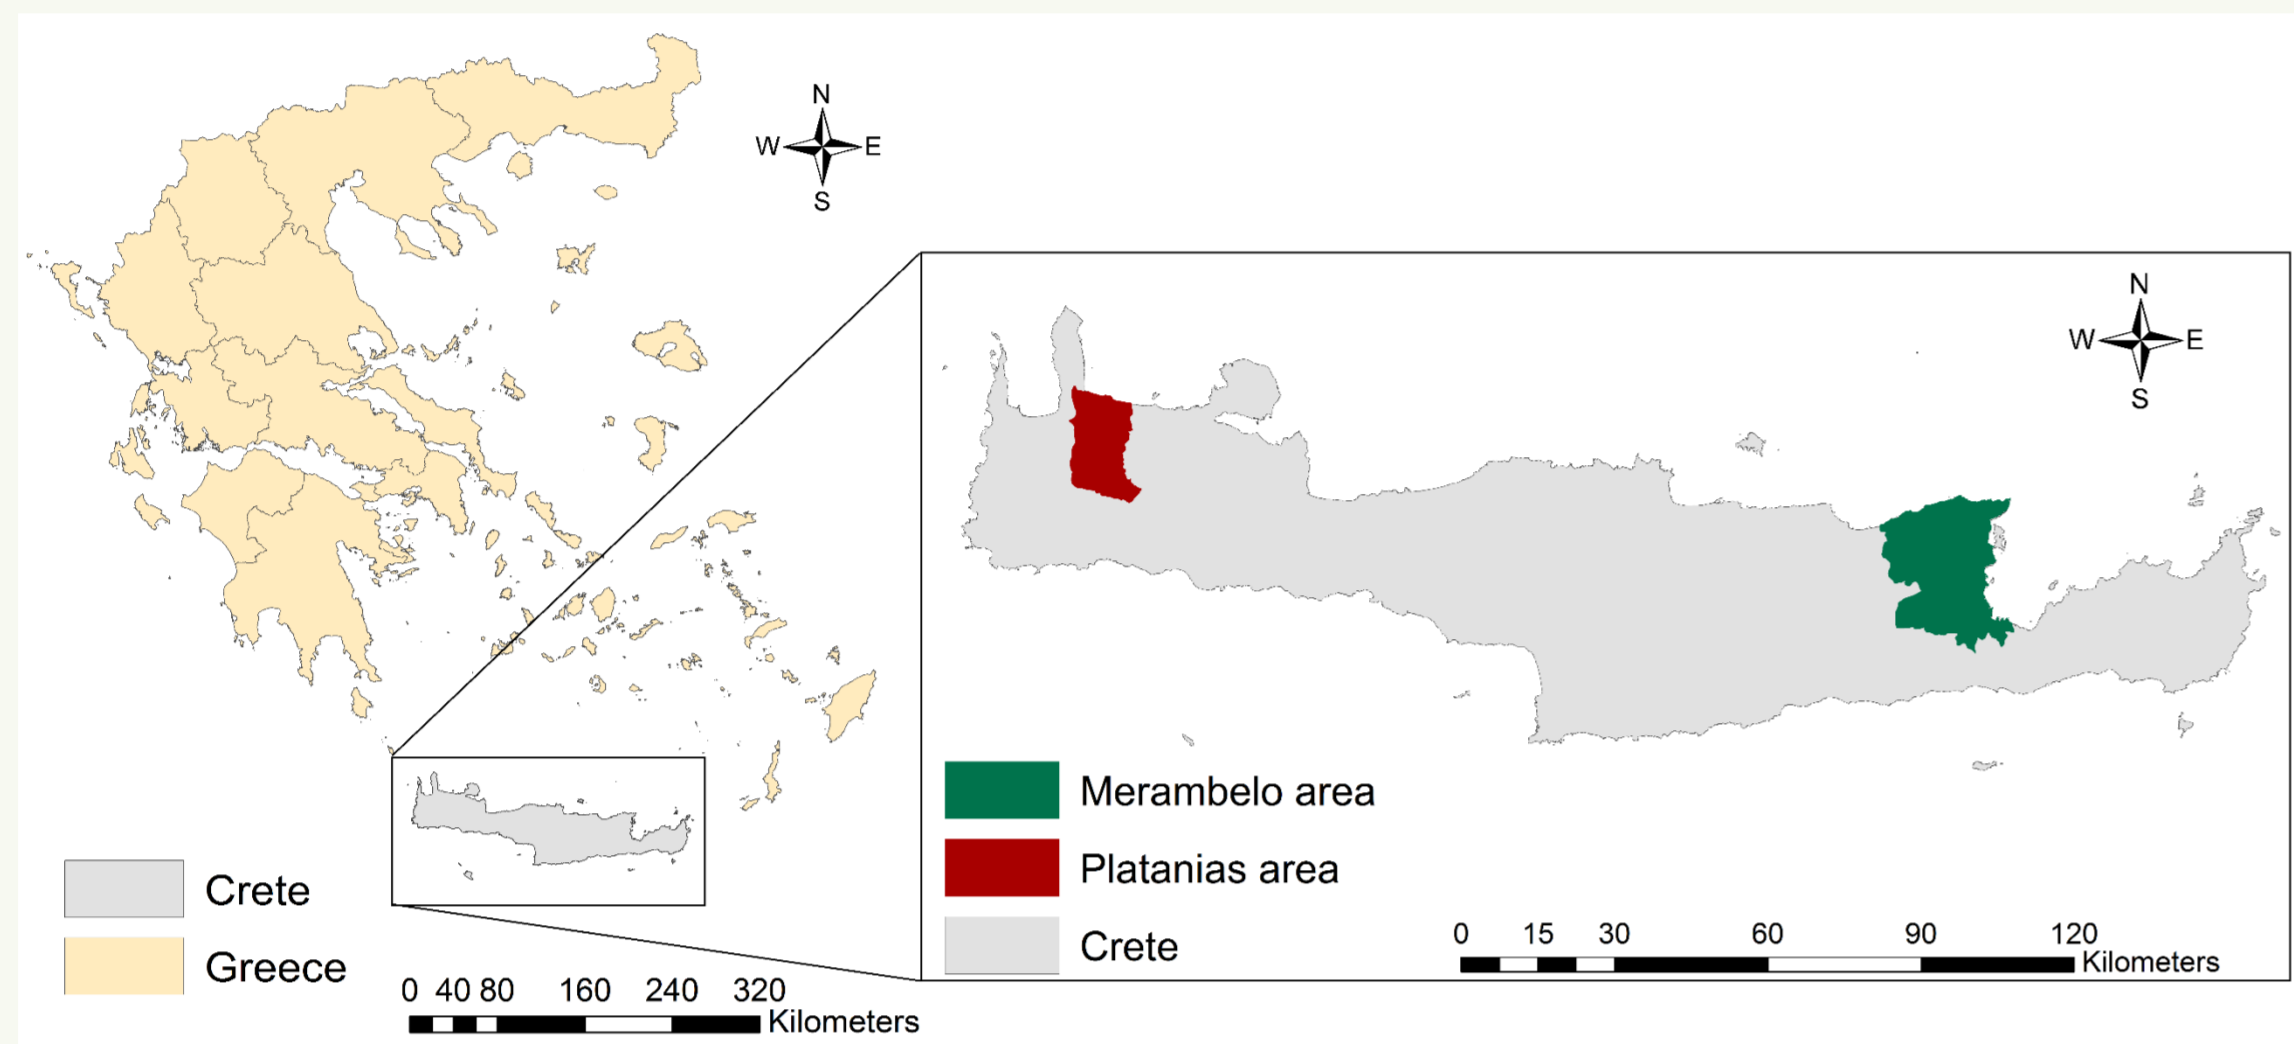 N
W E
S
Crete
Greece
0 40 80 160 240 320
Kilometers
N
W E
S
Merambelo area
Platanias area
Crete
0 15 30 60 90 120
Kilometers